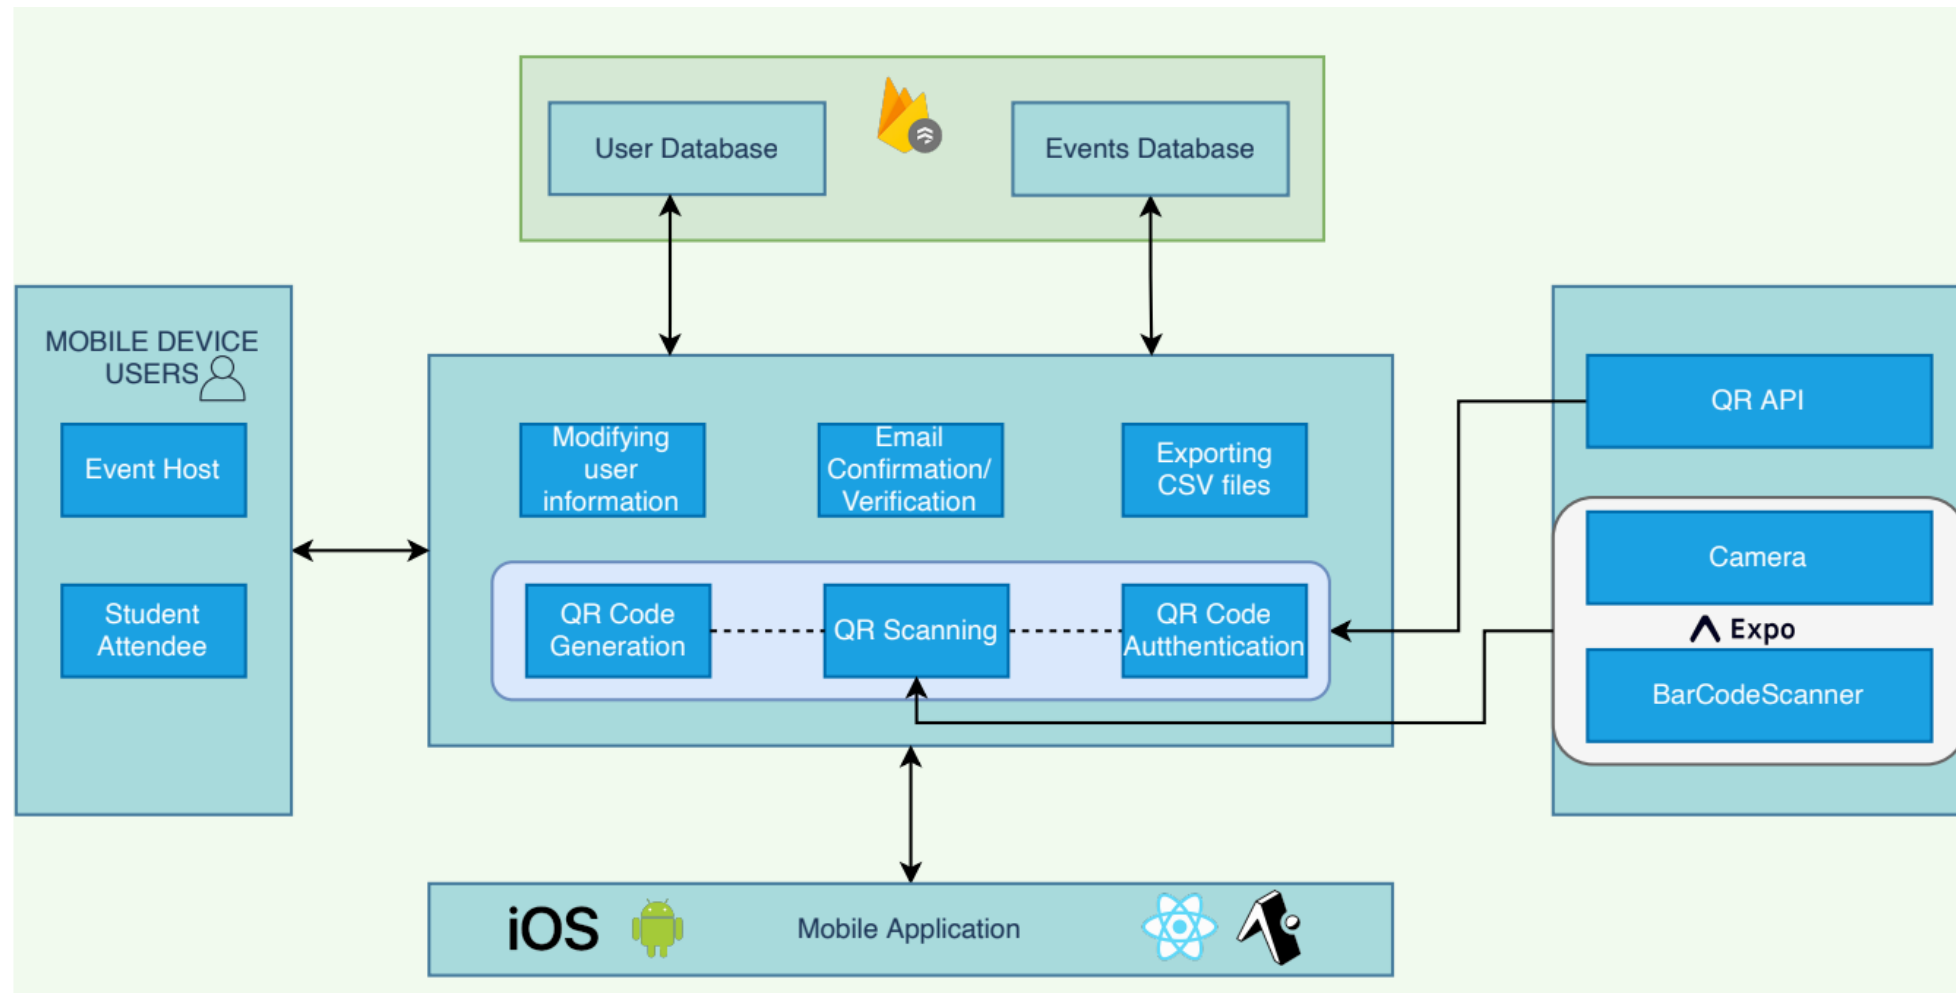 User Database
Events Database
MOBILE DEVICE
USERS
Event Host
Student
Attendee
Modifying
user
information
Email
Confirmation/
Verification
Exporting
CSV files
QR Code
Generation
QR Scanning
QR Code
Autthentication
QR API
Camera
Expo
BarCodeScanner
iOS
Mobile Application